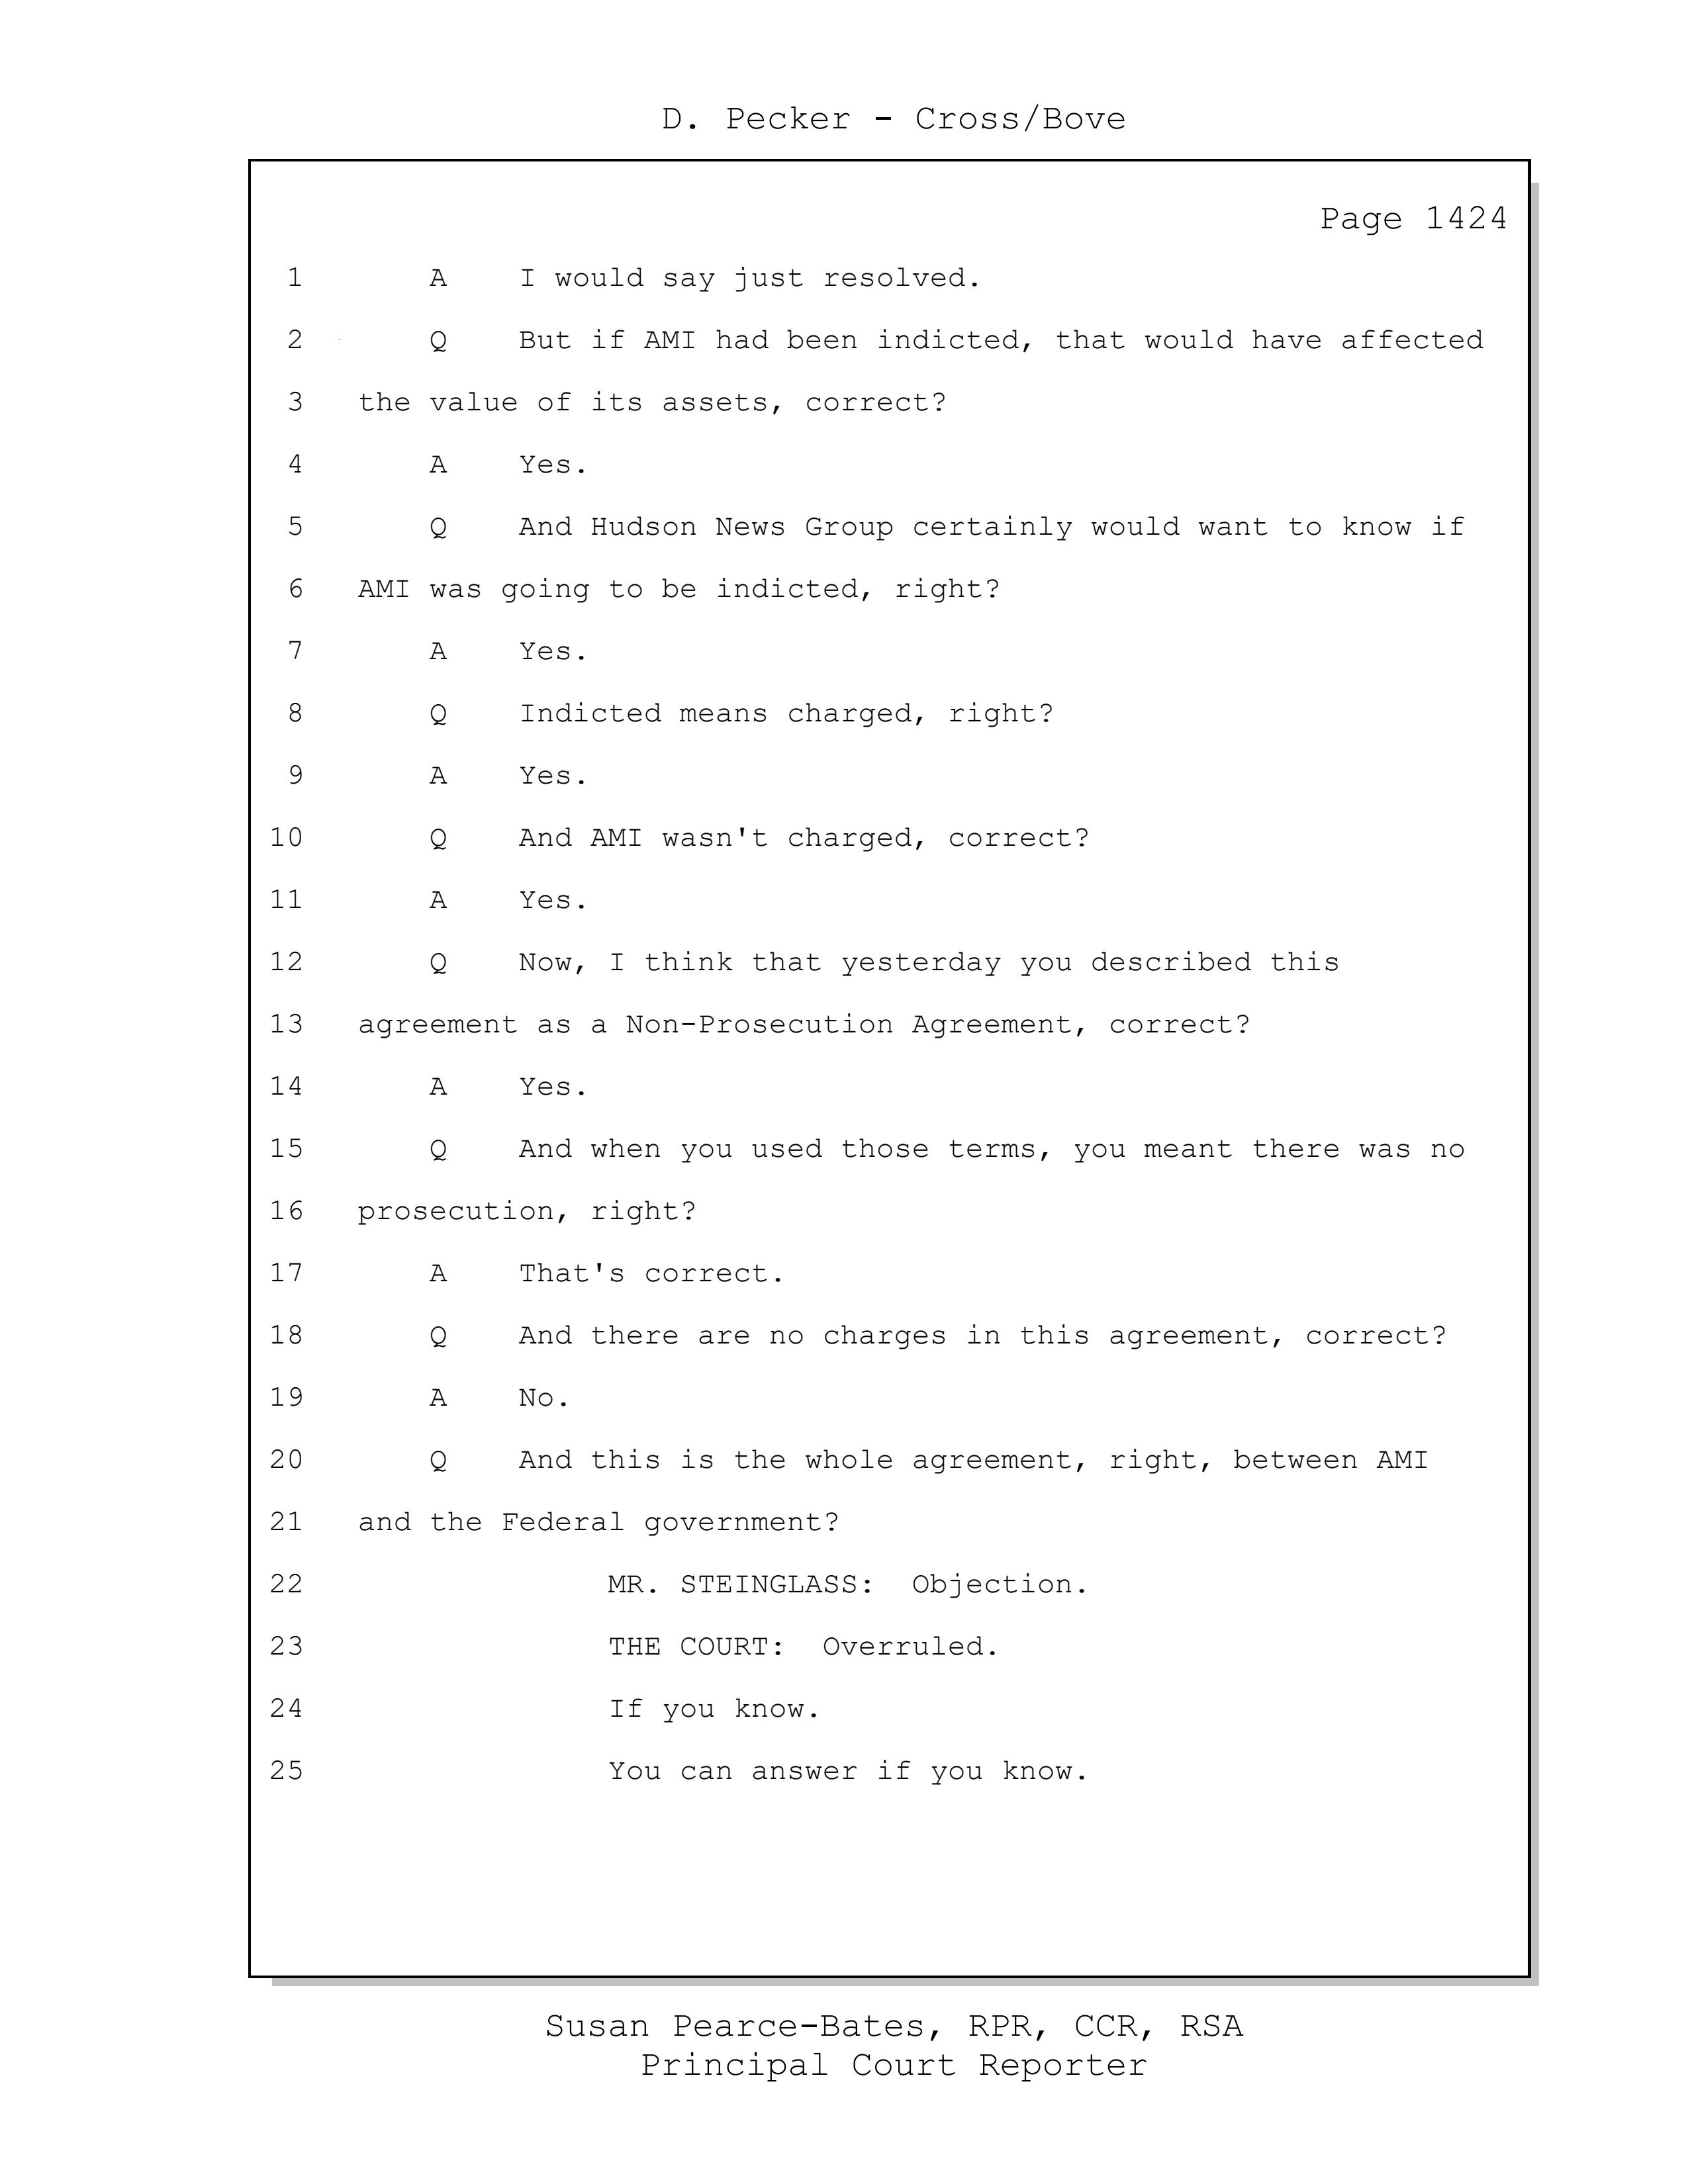 D. Pecker - Cross/Bove
Page 1424
1 A I would say just resolved.
2 Q But if AMI had been indicted, that would have affected
3 the value of its assets, correct?
4 A Yes.
5 Q And Hudson News Group certainly would want to know if
6 AMI was going to be indicted, right?
7 A Yes.
8 Q Indicted means charged, right?
9 A Yes.
10 Q And AMI wasn't charged, correct?
11 A Yes.
12 Q Now, I think that yesterday you described this
13 agreement as a Non-Prosecution Agreement, correct?
14 A Yes.
15 Q And when you used those terms, you meant there was no
16 prosecution, right?
17 A That's correct.
18 Q And there are no charges in this agreement, correct?
19 A No.
20 Q And this is the whole agreement, right, between AMI
21 and the Federal government?
22 MR. STEINGLASS: Objection.
23 THE COURT: Overruled.
24 If you know.
25 You can answer if you know.
Susan Pearce-Bates, RPR, CCR, RSA
Principal Court Reporter